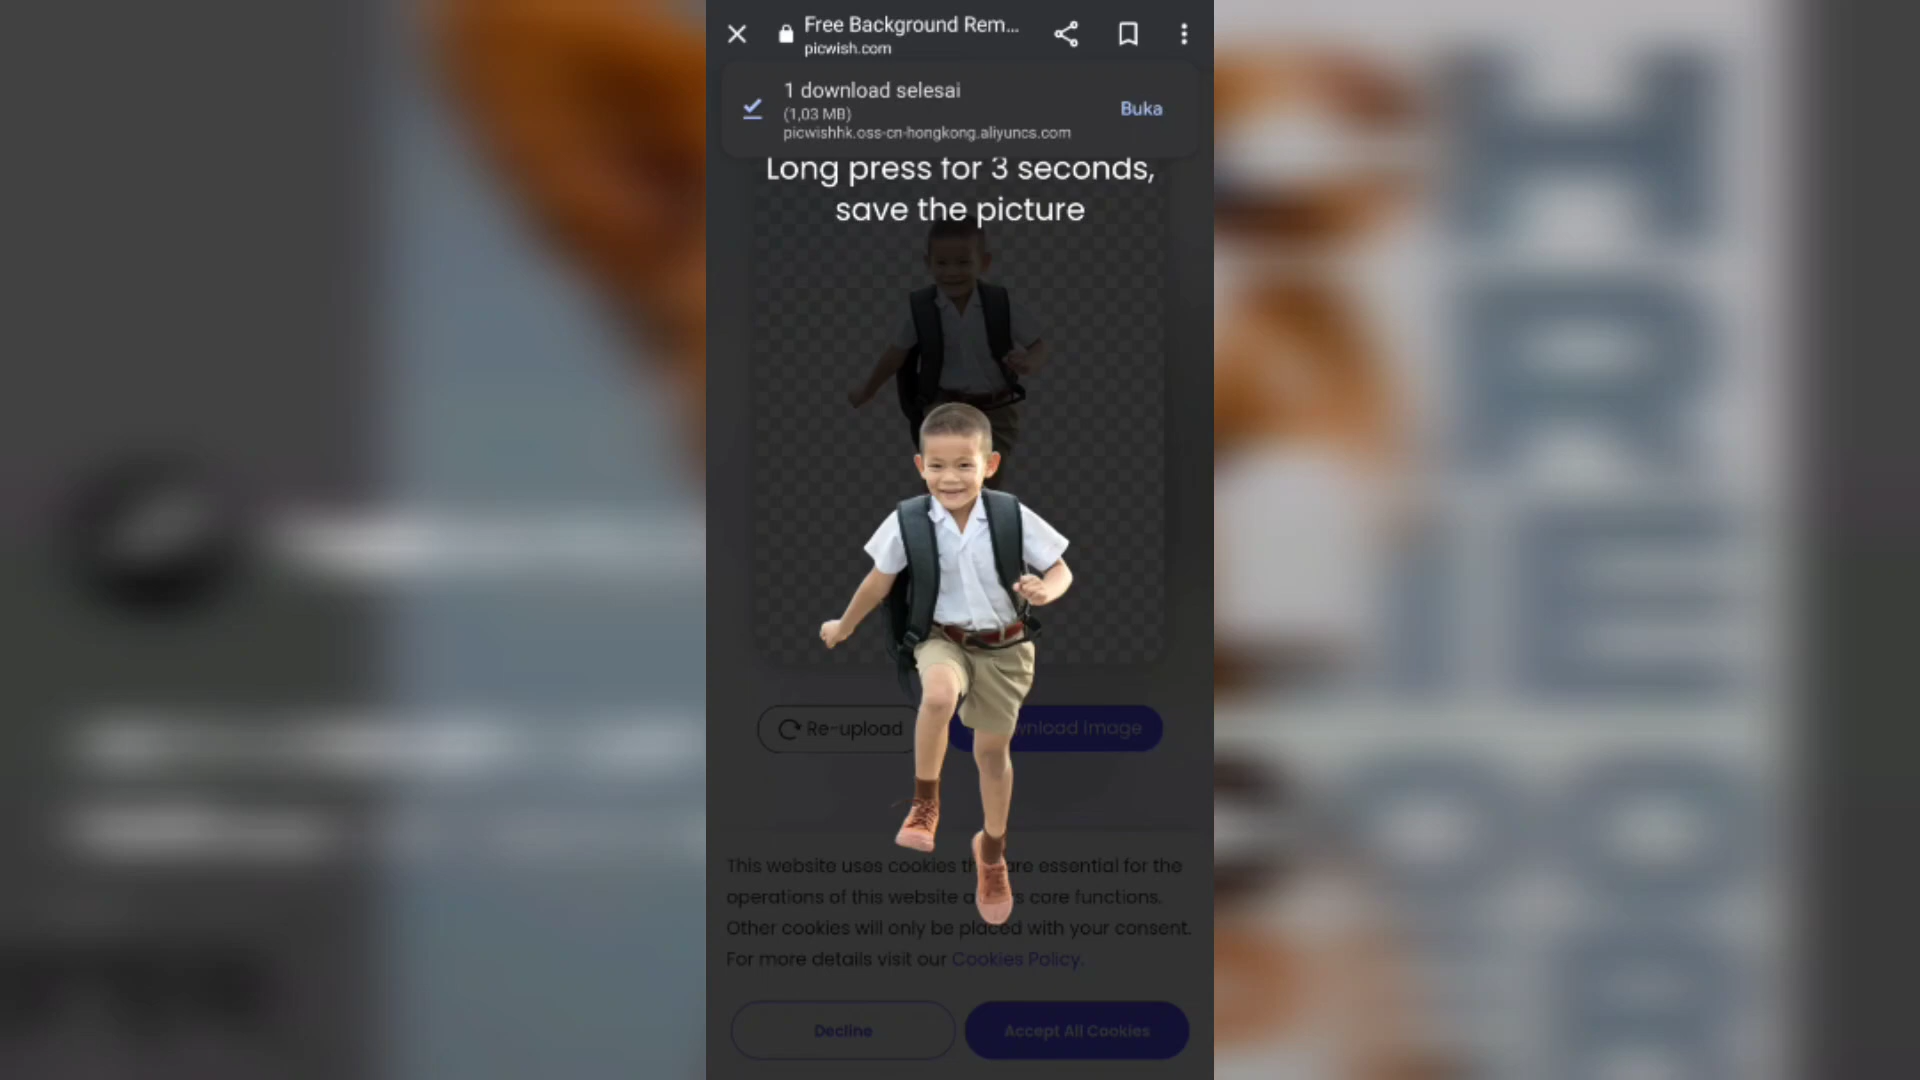 Free Background Rem...
picwish.com
1 download selesai
(1,03 MB)
picwishhk.oss-cn-hongkong.aliyuncs.com
Buka
Long press for 3 seconds,
save the picture
Re-upload
wnload Image
This website uses cookies th are essential for the
operations of this website a s core functions.
Other cookies will only be placed with your consent.
For more details visit our Cookies Policy.
Decline
Accept All Cookies